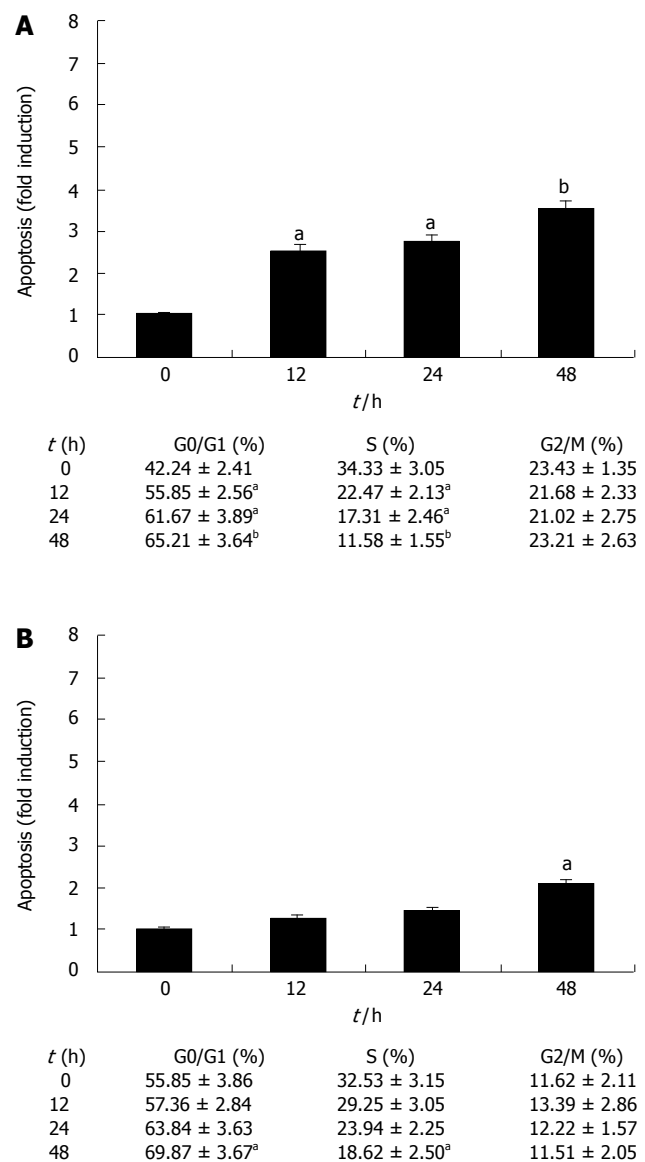 A
Apoptosis (fold induction)
8
7
6
5
4
3
2
1
0
a
a
b
0 12 24 48
t/h
t (h) G0/G1 (%) S (%) G2/M (%)
0 42.24 ± 2.41 34.33 ± 3.05 23.43 ± 1.35
12 55.85 ± 2.56ᵃ 22.47 ± 2.13ᵃ 21.68 ± 2.33
24 61.67 ± 3.89ᵃ 17.31 ± 2.46ᵃ 21.02 ± 2.75
48 65.21 ± 3.64ᵇ 11.58 ± 1.55ᵇ 23.21 ± 2.63
B
Apoptosis (fold induction)
8
7
6
5
4
3
2
1
0
a
0 12 24 48
t/h
t (h) G0/G1 (%) S (%) G2/M (%)
0 55.85 ± 3.86 32.53 ± 3.15 11.62 ± 2.11
12 57.36 ± 2.84 29.25 ± 3.05 13.39 ± 2.86
24 63.84 ± 3.63 23.94 ± 2.25 12.22 ± 1.57
48 69.87 ± 3.67ᵃ 18.62 ± 2.50ᵃ 11.51 ± 2.05